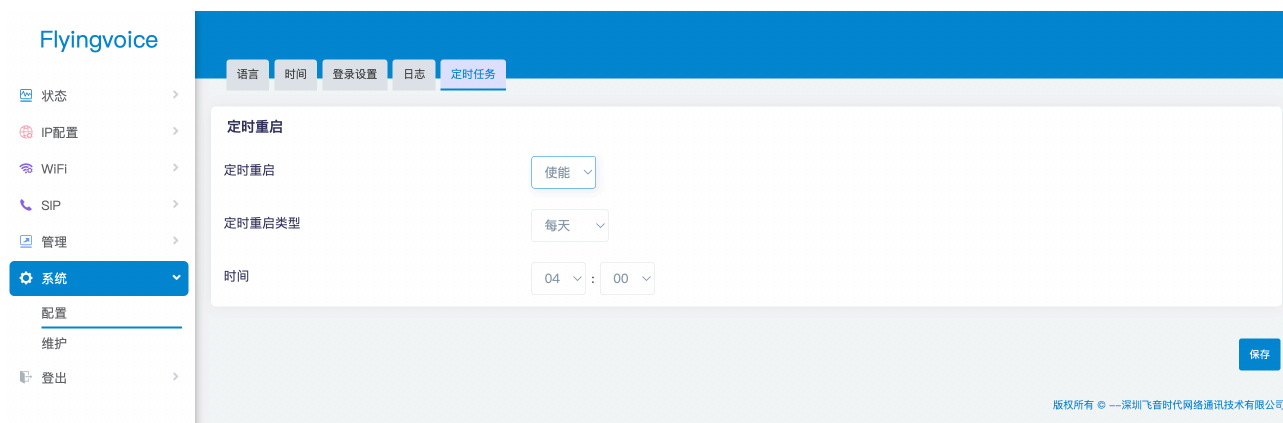 Flyingvoice
语言 时间 登录设置 日志 定时任务
状态
IP配置
WiFi
SIP
管理
系统
配置
维护
登出
定时重启
定时重启 使能
定时重启类型 每天
时间 04 : 00
保存
版权所有 © --深圳飞音时代网络通讯技术有限公司